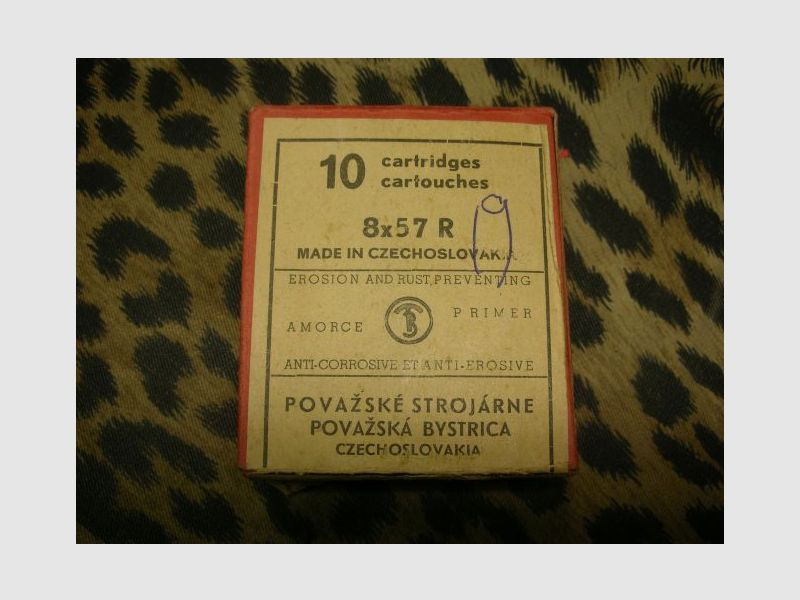 10 cartridges
cartouches
8x57 R
MADE IN CZECHOSLOVAKIA
EROSION AND RUST PREVENTING
AMORCE PRIMER
ANTI-CORROSIVE ET ANTI-EROSIVE
POVAŽSKÉ STROJÁRNE
POVAŽSKÁ BYSTRICA
CZECHOSLOVAKIA